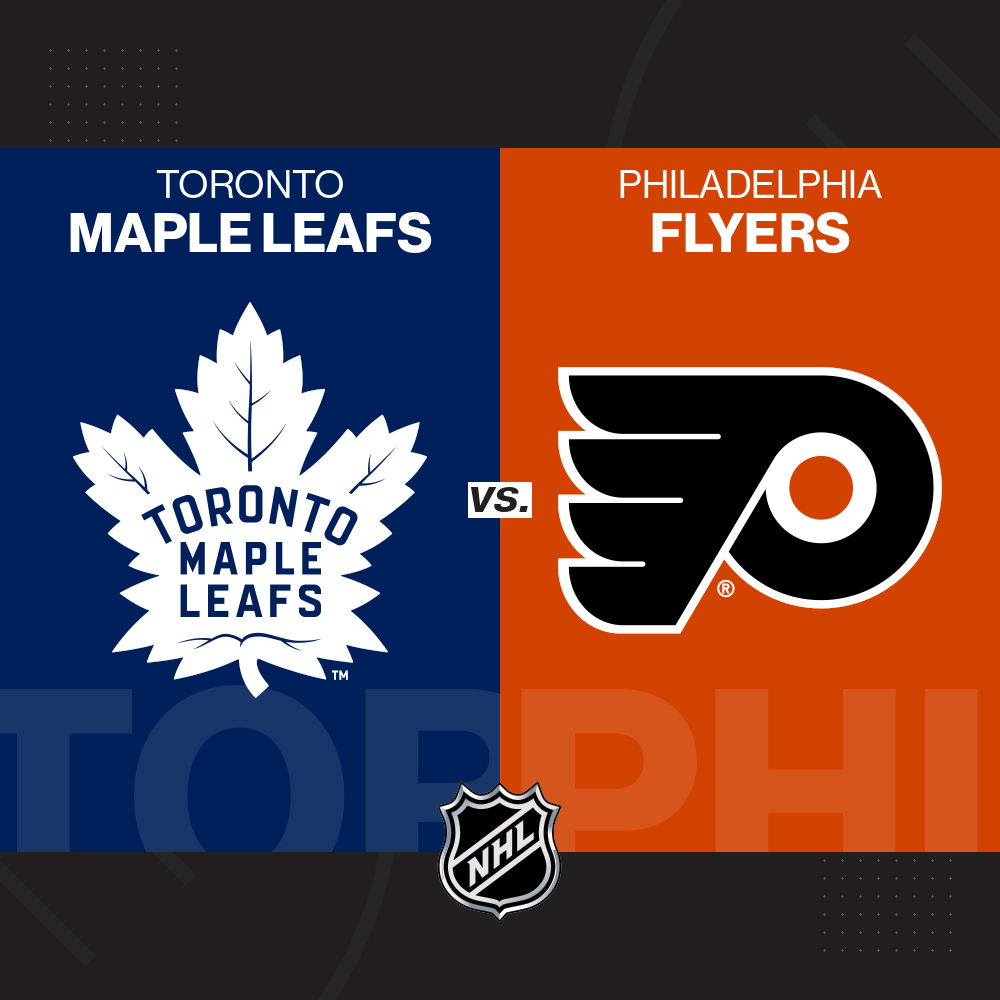 TORONTO
MAPLE LEAFS
PHILADELPHIA
FLYERS
TORONTO
MAPLE
LEAFS
TM
VS.
®
TOR
PHI
NHL